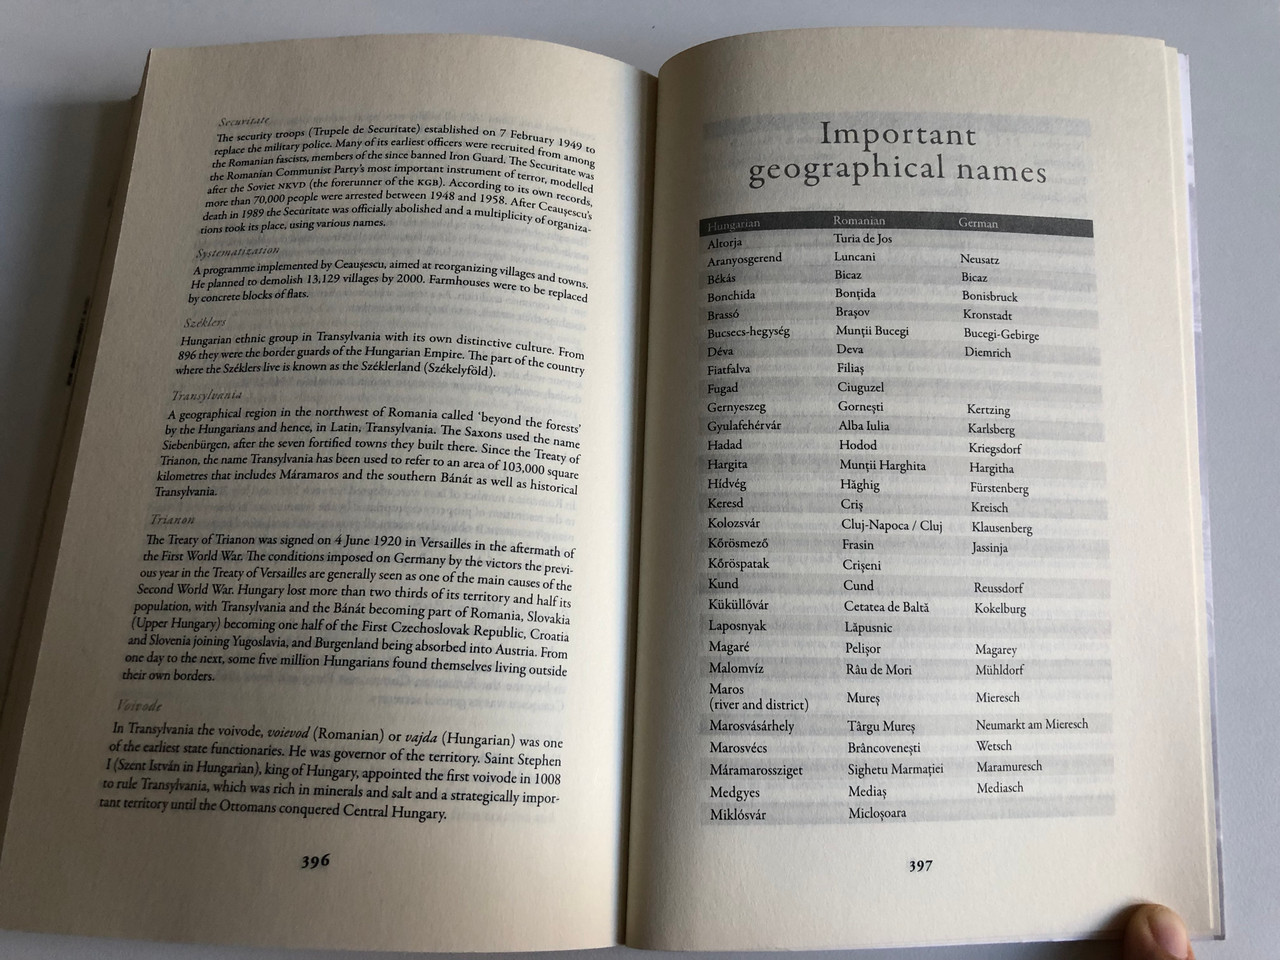 Securitate
The security troops (Trupele de Securitate) established on 7 February 1949 to
replace the military police. Many of its earliest officers were recruited from among
the Romanian fascists, members of the since banned Iron Guard. The Securitate was
the Romanian Communist Party's most important instrument of terror, modelled
after the Soviet NKVD (the forerunner of the KGB). According to its own records,
more than 70,000 people were arrested between 1948 and 1958. After Ceaușescu's
death in 1989 the Securitate was officially abolished and a multiplicity of organiza-
tions took its place, using various names.
Systematization
A programme implemented by Ceaușescu, aimed at reorganizing villages and towns.
He planned to demolish 13,129 villages by 2000. Farmhouses were to be replaced
by concrete blocks of flats.
Széklers
Hungarian ethnic group in Transylvania with its own distinctive culture. From
896 they were the border guards of the Hungarian Empire. The part of the country
where the Széklers live is known as the Széklerland (Székelyföld).
Transylvania
A geographical region in the northwest of Romania called 'beyond the forests'
by the Hungarians and hence, in Latin, Transylvania. The Saxons used the name
Siebenbürgen, after the seven fortified towns they built there. Since the Treaty of
Trianon, the name Transylvania has been used to refer to an area of 103,000 square
kilometres that includes Máramaros and the southern Bánát as well as historical
Transylvania.
Trianon
The Treaty of Trianon was signed on 4 June 1920 in Versailles in the aftermath of
the First World War. The conditions imposed on Germany by the victors the previ-
ous year in the Treaty of Versailles are generally seen as one of the main causes of the
Second World War. Hungary lost more than two thirds of its territory and half its
population, with Transylvania and the Bánát becoming part of Romania, Slovakia
(Upper Hungary) becoming one half of the First Czechoslovak Republic, Croatia
and Slovenia joining Yugoslavia, and Burgenland being absorbed into Austria. From
one day to the next, some five million Hungarians found themselves living outside
their own borders.
Voivode
In Transylvania the voivode, voievod (Romanian) or vajda (Hungarian) was one
of the earliest state functionaries. He was governor of the territory. Saint Stephen
I (Szent István in Hungarian), king of Hungary, appointed the first voivode in 1008
to rule Transylvania, which was rich in minerals and salt and a strategically impor-
tant territory until the Ottomans conquered Central Hungary.
396
Important
geographical names
Hungarian Romanian German
Altorja Turia de Jos
Aranyosgerend Luncani Neusatz
Békás Bicaz Bicaz
Bonchida Bonțida Bonisbruck
Brassó Brașov Kronstadt
Bucsecs-hegység Munții Bucegi Bucegi-Gebirge
Déva Deva Diemrich
Fiatfalva Filiaș
Fugad Ciuguzel
Gernyeszeg Gornești Kertzing
Gyulafehérvár Alba Iulia Karlsberg
Hadad Hodod Kriegsdorf
Hargita Munții Harghita Hargitha
Hídvég Hăghig Fürstenberg
Keresd Criș Kreisch
Kolozsvár Cluj-Napoca / Cluj Klausenberg
Kőrösmező Frasin Jassinja
Kőröspatak Crișeni
Kund Cund Reussdorf
Küküllővár Cetatea de Baltă Kokelburg
Laposnyak Lăpusnic
Magaré Pelișor Magarey
Malomvíz Râu de Mori Mühldorf
Maros
(river and district) Mureș Mieresch
Marosvásárhely Târgu Mureș Neumarkt am Mieresch
Marosvécs Brâncovenești Wetsch
Máramarossziget Sighetu Marmației Maramuresch
Medgyes Mediaș Mediasch
Miklósvár Micloșoara
397